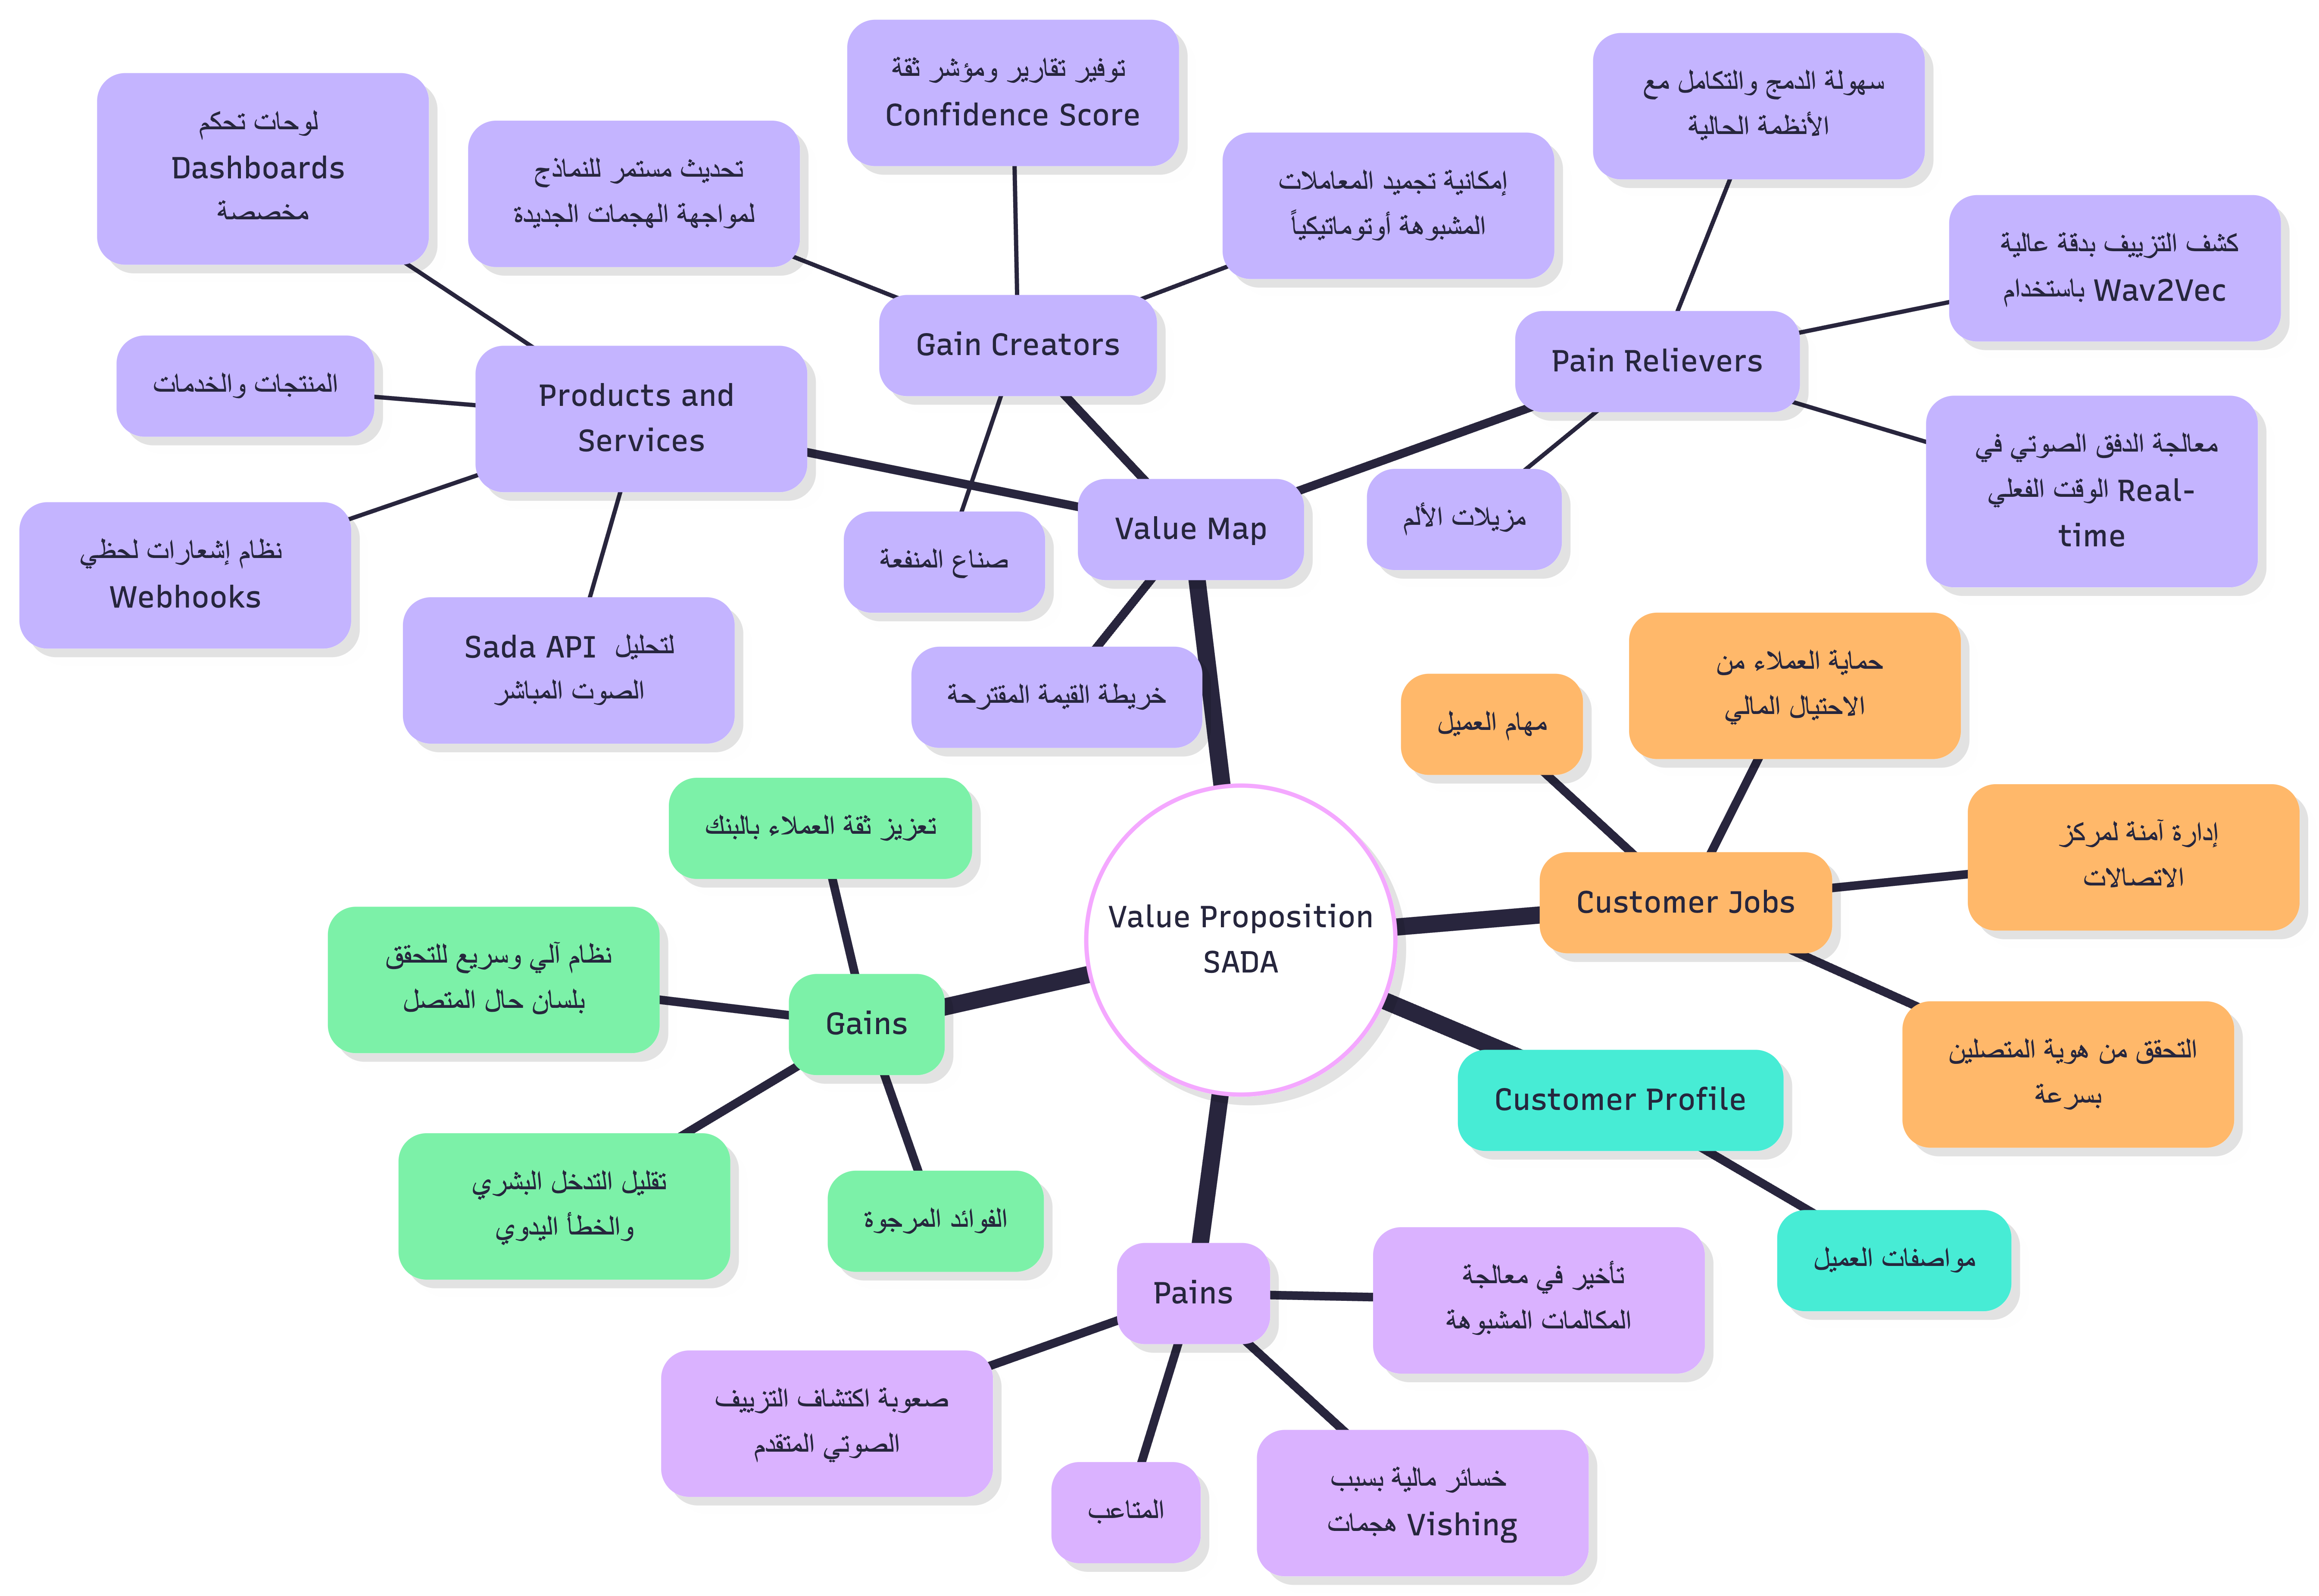 Value Proposition
SADA
Value Map
خريطة القيمة المقترحة
Products and
Services
المنتجات والخدمات
لوحات تحكم
Dashboards
مخصصة
نظام إشعارات لحظي
Webhooks
Sada API لتحليل
الصوت المباشر
Gain Creators
صناع المنفعة
تحديث مستمر للنماذج
لمواجهة الهجمات الجديدة
توفير تقارير ومؤشر ثقة
Confidence Score
إمكانية تجميد المعاملات
المشبوهة أوتوماتيكياً
Pain Relievers
مزيلات الألم
سهولة الدمج والتكامل مع
الأنظمة الحالية
كشف التزييف بدقة عالية
باستخدام Wav2Vec
معالجة الدفق الصوتي في
الوقت الفعلي Real-
time
Customer Jobs
مهام العميل
حماية العملاء من
الاحتيال المالي
إدارة آمنة لمركز
الاتصالات
التحقق من هوية المتصلين
بسرعة
Customer Profile
مواصفات العميل
Pains
المتاعب
تأخير في معالجة
المكالمات المشبوهة
خسائر مالية بسبب
هجمات Vishing
صعوبة اكتشاف التزييف
الصوتي المتقدم
Gains
الفوائد المرجوة
تعزيز ثقة العملاء بالبنك
نظام آلي وسريع للتحقق
بلسان حال المتصل
تقليل التدخل البشري
والخطأ اليدوي